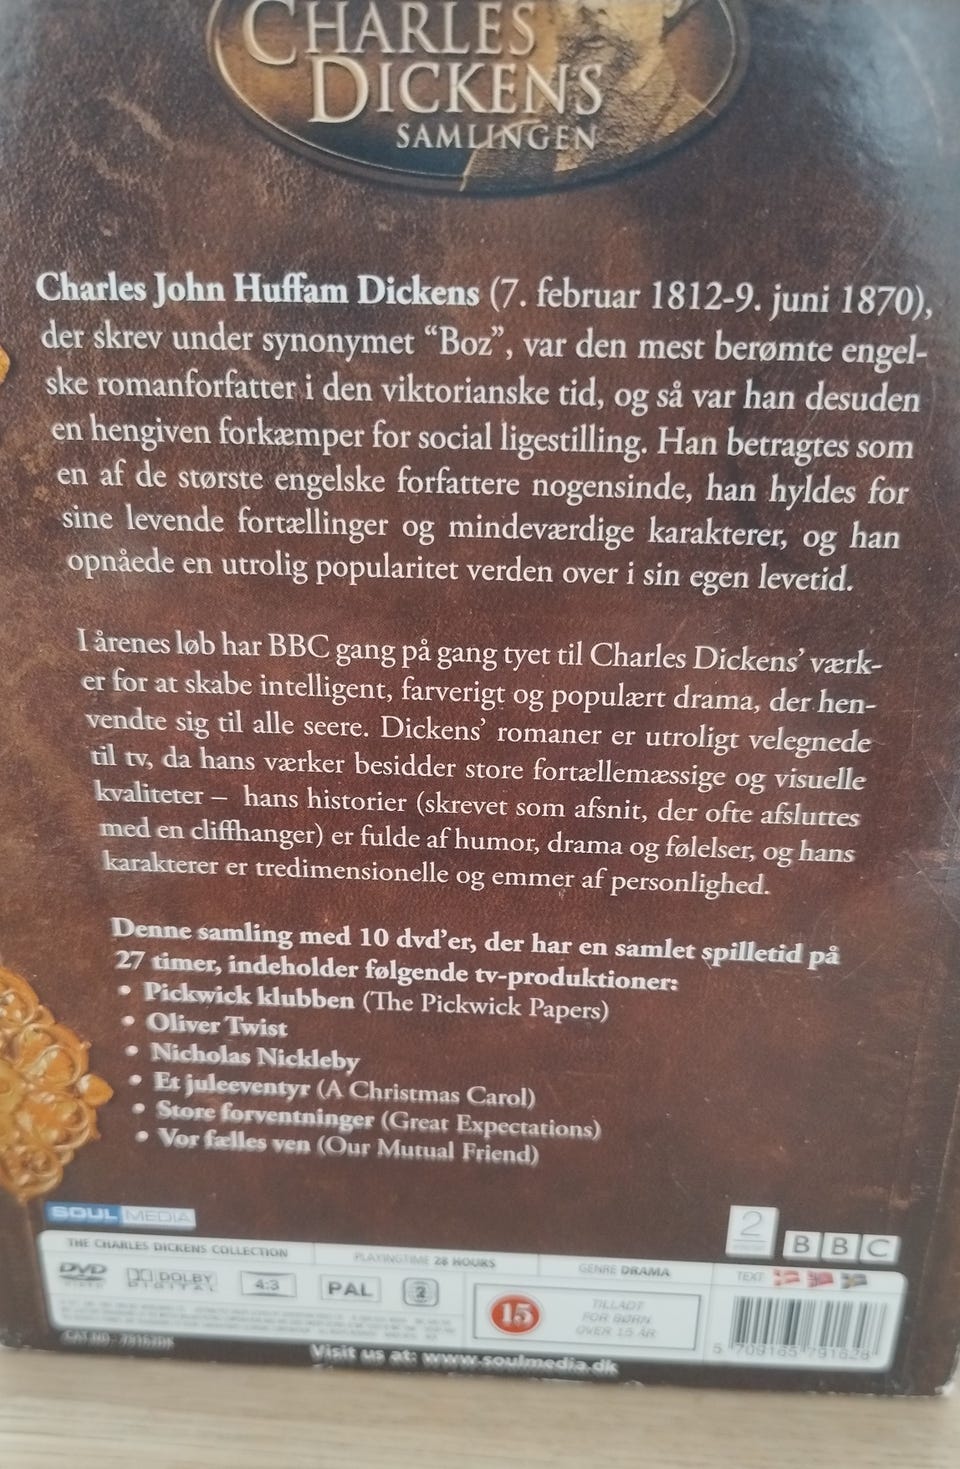 CHARLES
DICKENS
SAMLINGEN
Charles John Huffam Dickens (7. februar 1812-9. juni 1870),
der skrev under synonymet “Boz”, var den mest berømte engel-
ske romanforfatter i den viktorianske tid, og så var han desuden
en hengiven forkæmper for social ligestilling. Han betragtes som
en af de største engelske forfattere nogensinde, han hyldes for
sine levende fortællinger og mindeværdige karakterer, og han
opnåede en utrolig popularitet verden over i sin egen levetid.
I årenes løb har BBC gang på gang tyet til Charles Dickens’ værk-
er for at skabe intelligent, farverigt og populært drama, der hen-
vendte sig til alle seere. Dickens’ romaner er utroligt velegnede
til tv, da hans værker besidder store fortællemæssige og visuelle
kvaliteter – hans historier (skrevet som afsnit, der ofte afsluttes
med en cliffhanger) er fulde af humor, drama og følelser, og hans
karakterer er tredimensionelle og emmer af personlighed.
Denne samling med 10 dvd’er, der har en samlet spilletid på
27 timer, indeholder følgende tv-produktioner:
• Pickwick klubben (The Pickwick Papers)
• Oliver Twist
• Nicholas Nickleby
• Et juleeventyr (A Christmas Carol)
• Store forventninger (Great Expectations)
• Vor fælles ven (Our Mutual Friend)
SOUL MEDIA
2
BBC
THE CHARLES DICKENS COLLECTION
PLAYINGTIME 28 HOURS
GENRE DRAMA
TEXT
DVD
DOLBY
DIGITAL
4:3
PAL
2
15
TILLADT
FOR BØRN
OVER 15 ÅR
5 709165 791628
CAT.NO - 79162DK
Visit us at: www.soulmedia.dk